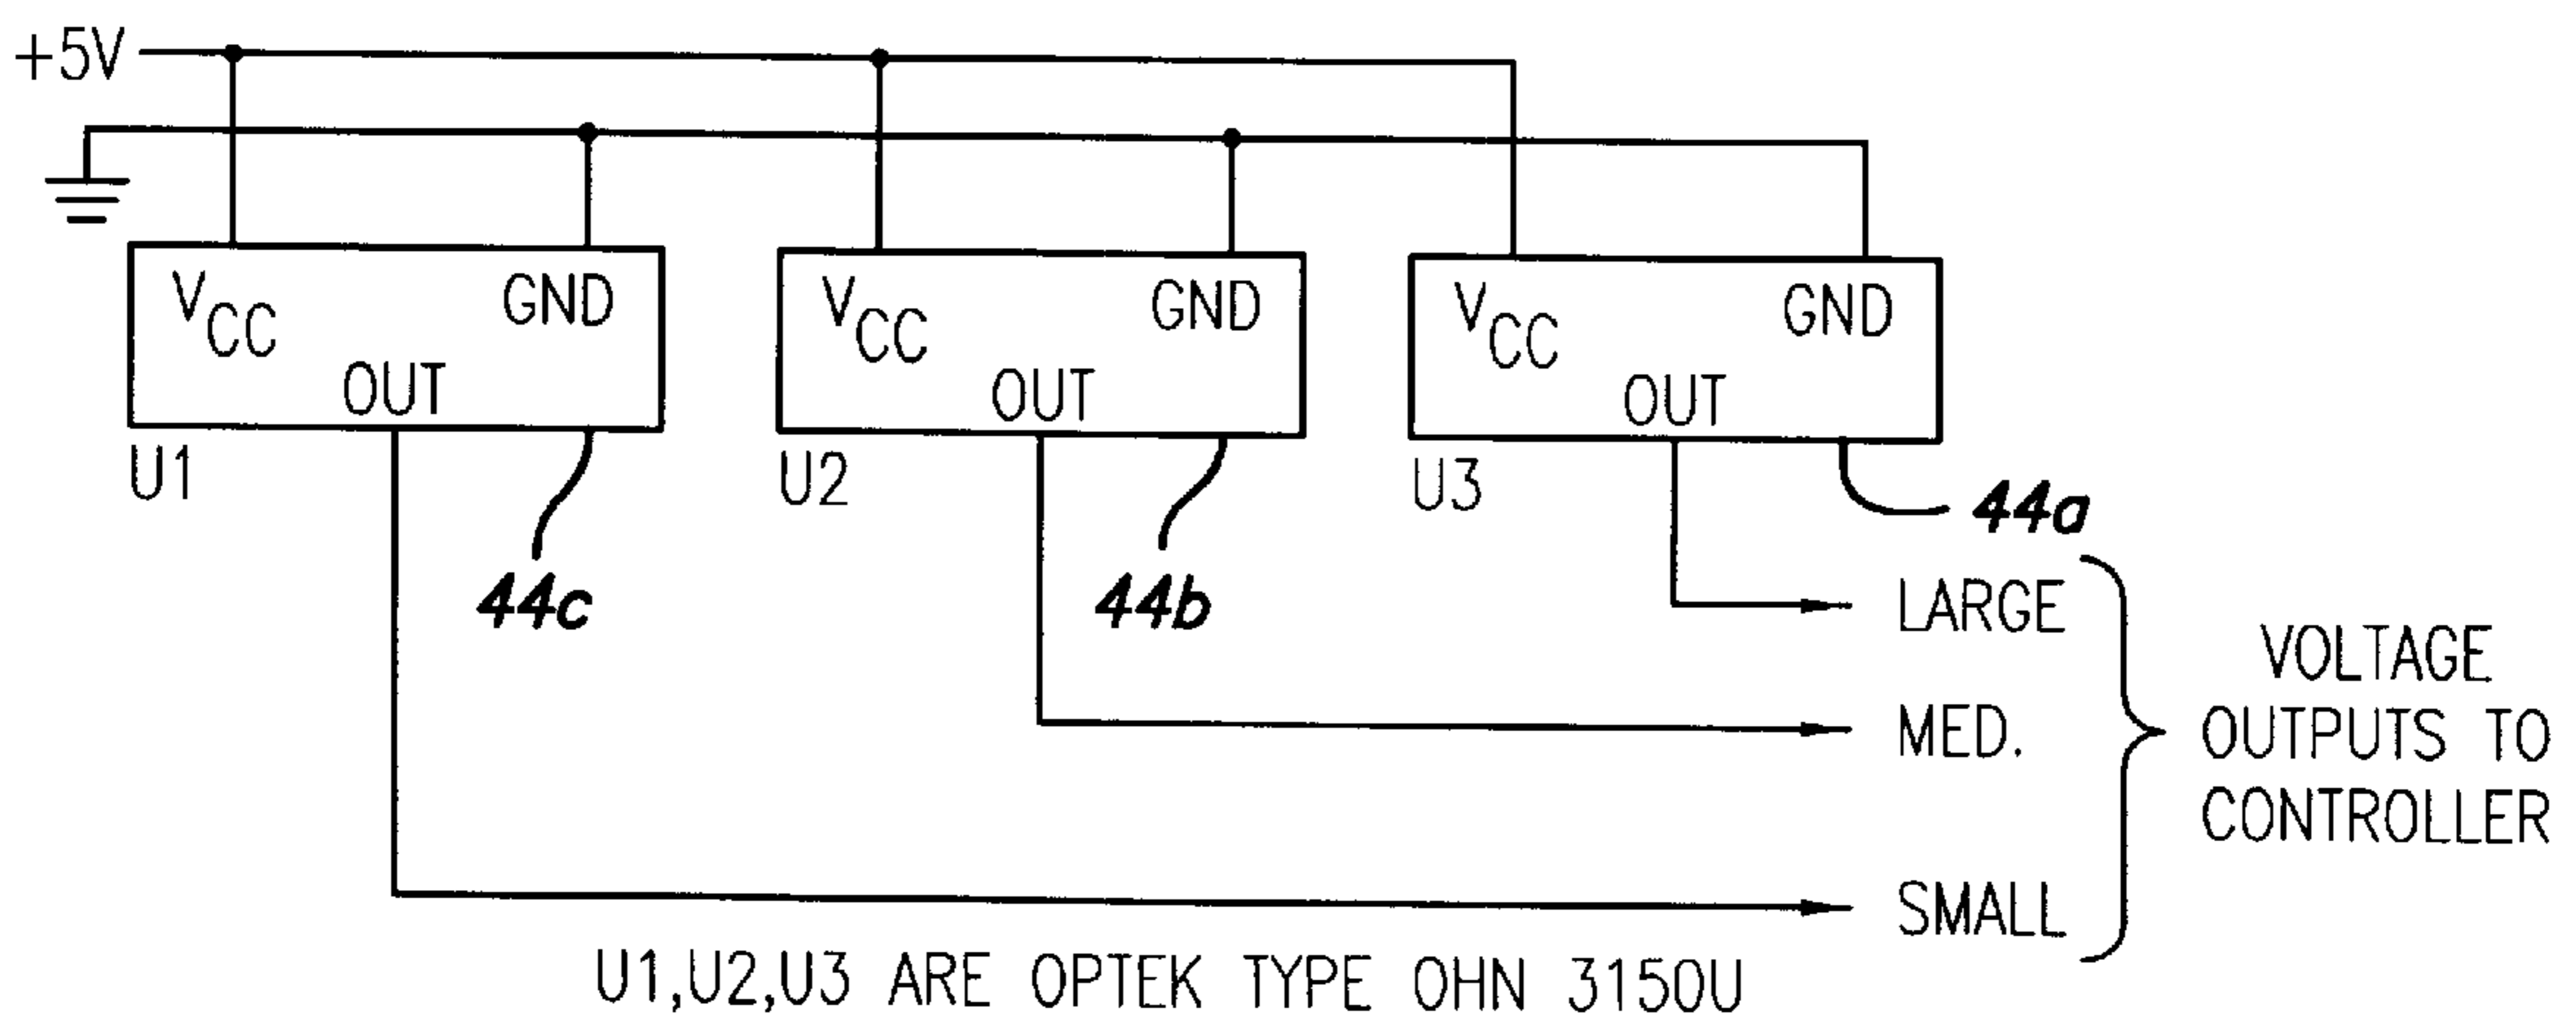 +5V
VCC GND
OUT
U1
44c
VCC GND
OUT
U2
44b
VCC GND
OUT
U3
44a
LARGE
MED.
SMALL
VOLTAGE
OUTPUTS TO
CONTROLLER
U1,U2,U3 ARE OPTEK TYPE OHN 3150U